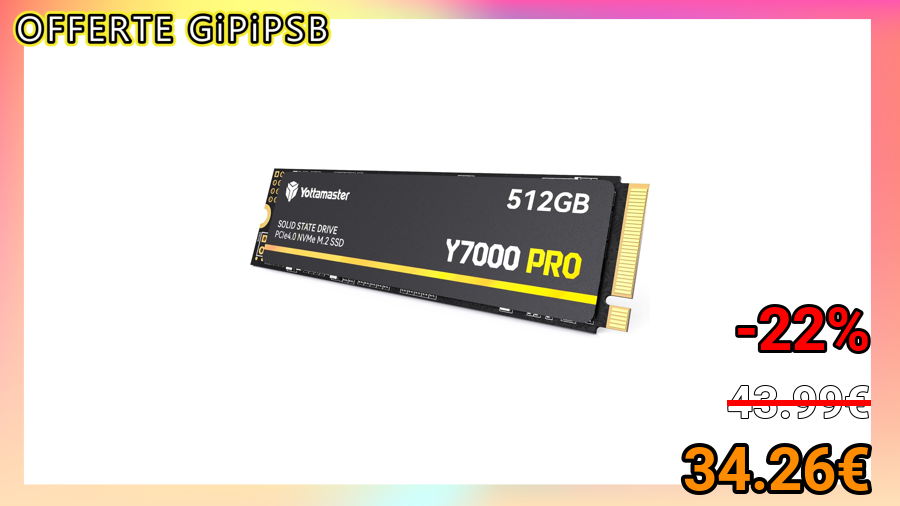 OFFERTE GiPiPSB
Yottamaster
512GB
SOLID STATE DRIVE
PCIe4.0 NVMe M.2 SSD
Y7000 PRO
-22%
43.99€
34.26€